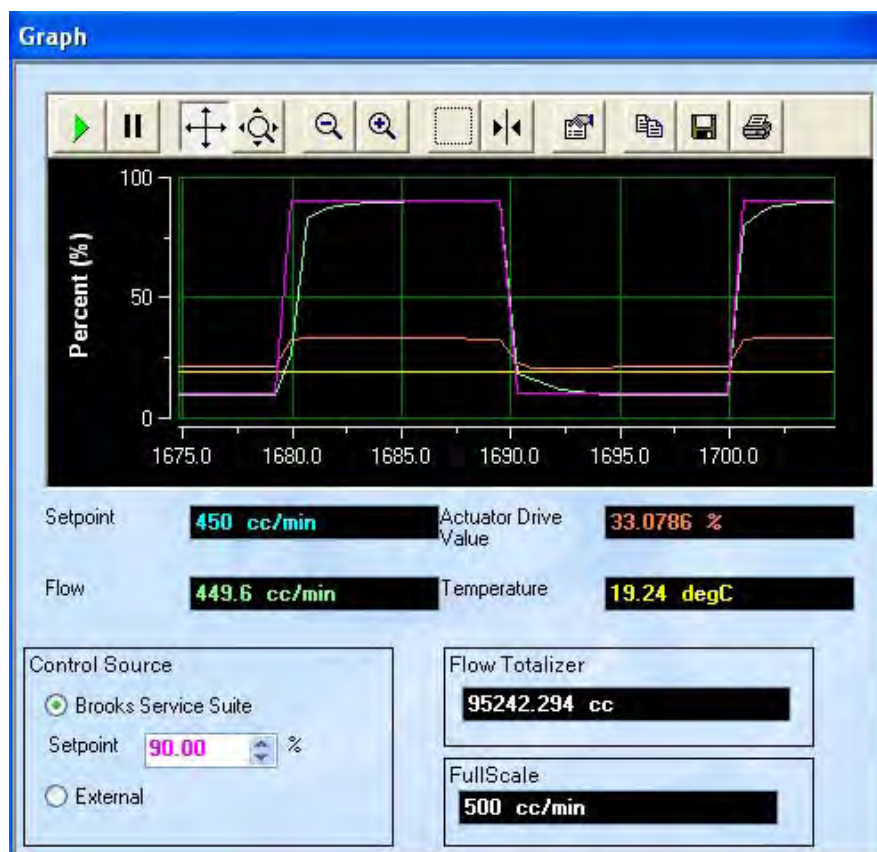 Graph
100
50
0
Percent (%)
1675.0 1680.0 1685.0 1690.0 1695.0 1700.0
Setpoint 450 cc/min Actuator Drive Value 33.0786 %
Flow 449.6 cc/min Temperature 19.24 degC
Control Source
Brooks Service Suite
Setpoint 90.00 %
External
Flow Totalizer
95242.294 cc
FullScale
500 cc/min